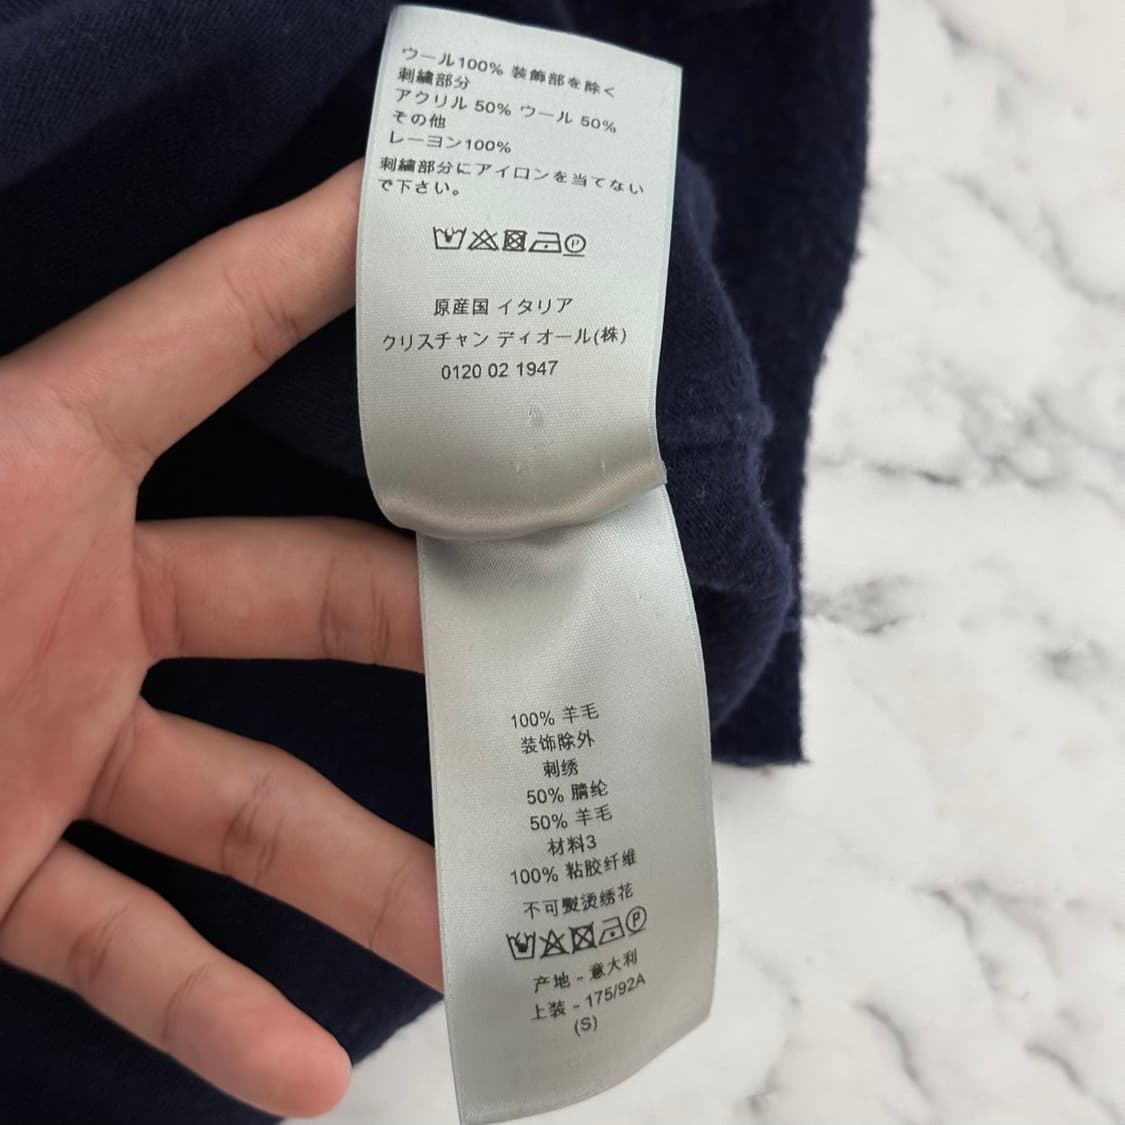 ウール100% 装飾部を除く
刺繍部分
アクリル 50% ウール 50%
その他
レーヨン100%
刺繍部分にアイロンを当てない
で下さい。
原産国 イタリア
クリスチャン ディオール(株)
0120 02 1947
100% 羊毛
装饰除外
刺绣
50% 腈纶
50% 羊毛
材料3
100% 粘胶纤维
不可熨烫绣花
产地 - 意大利
上装 - 175/92A
(S)